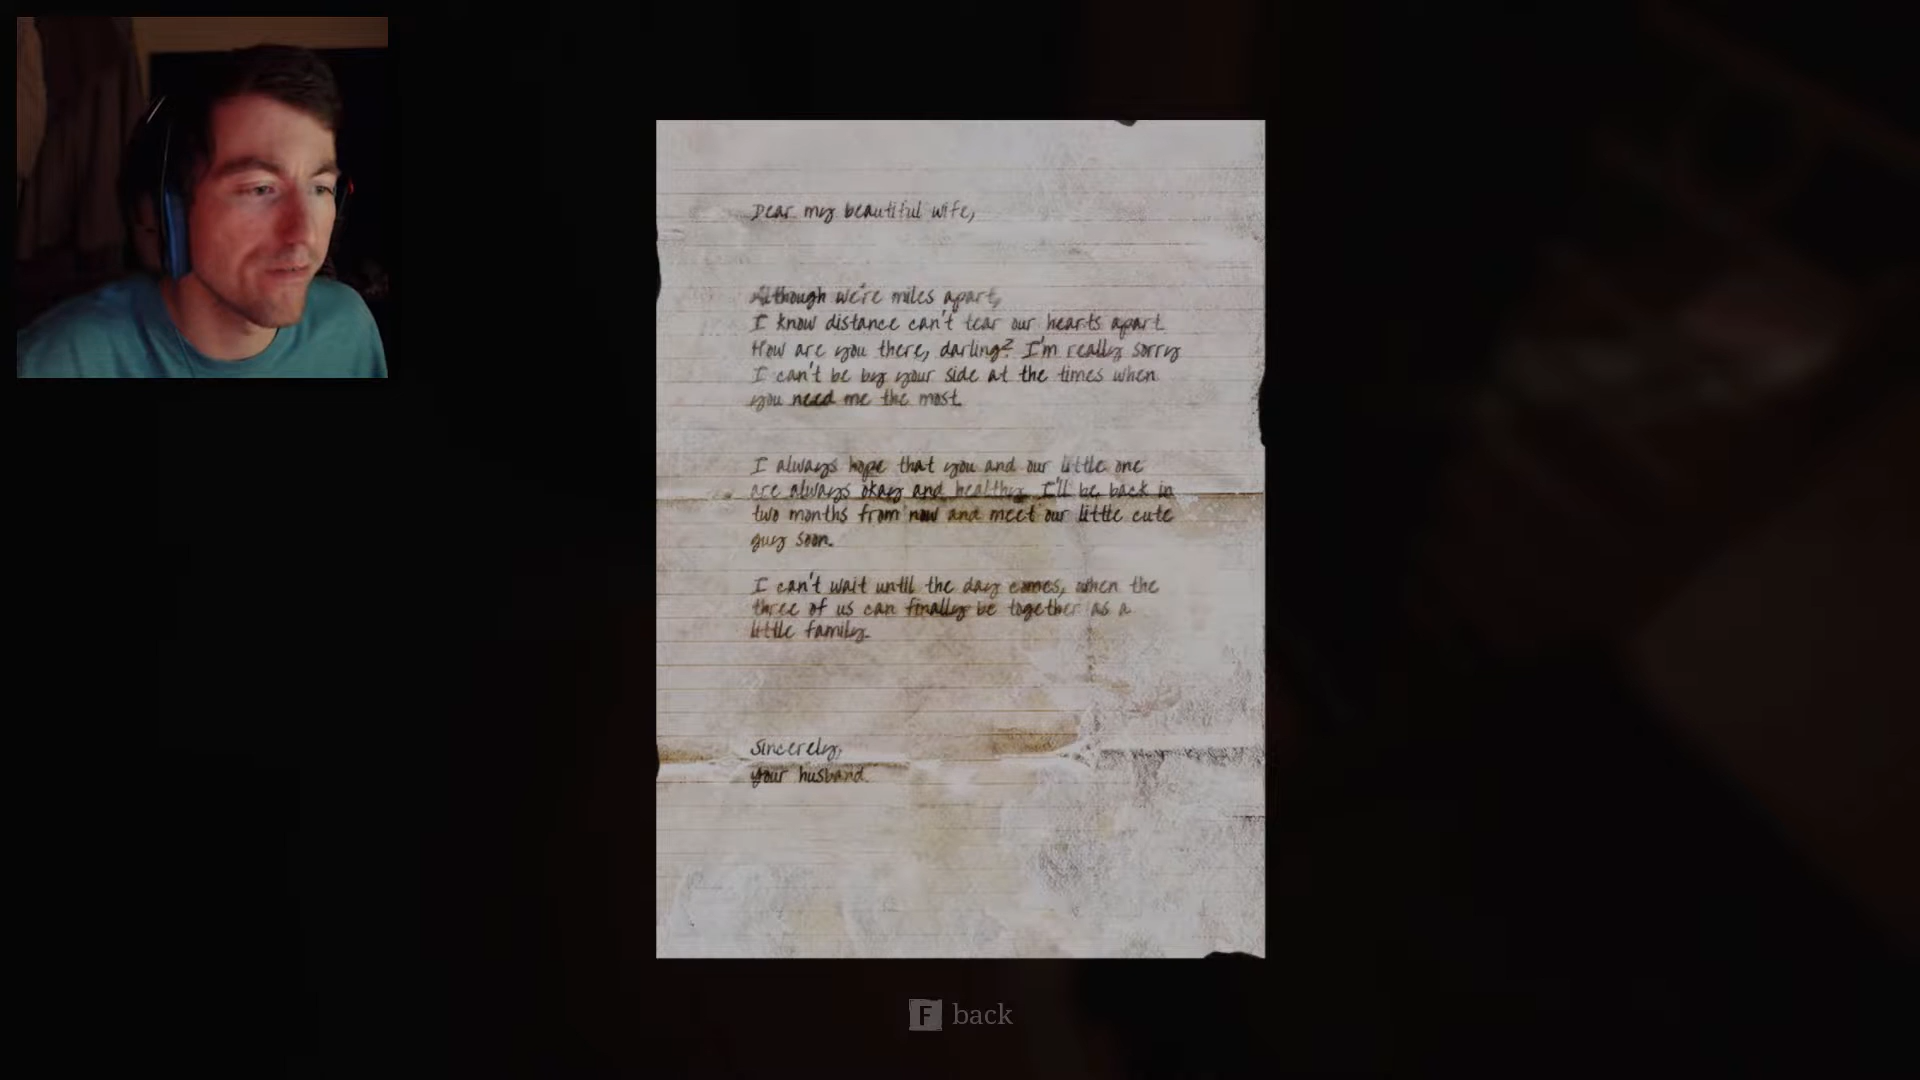 Dear my beautiful wife,
Although we're miles apart,
I know distance can't tear our hearts apart.
How are you there, darling? I'm really sorry
I can't be by your side at the times when
you need me the most.
I always hope that you and our little one
are always okay and healthy. I'll be back in
two months from now and meet our little cute
guy soon.
I can't wait until the day comes, when the
three of us can finally be together as a
little family.
Sincerely,
your husband.
F back